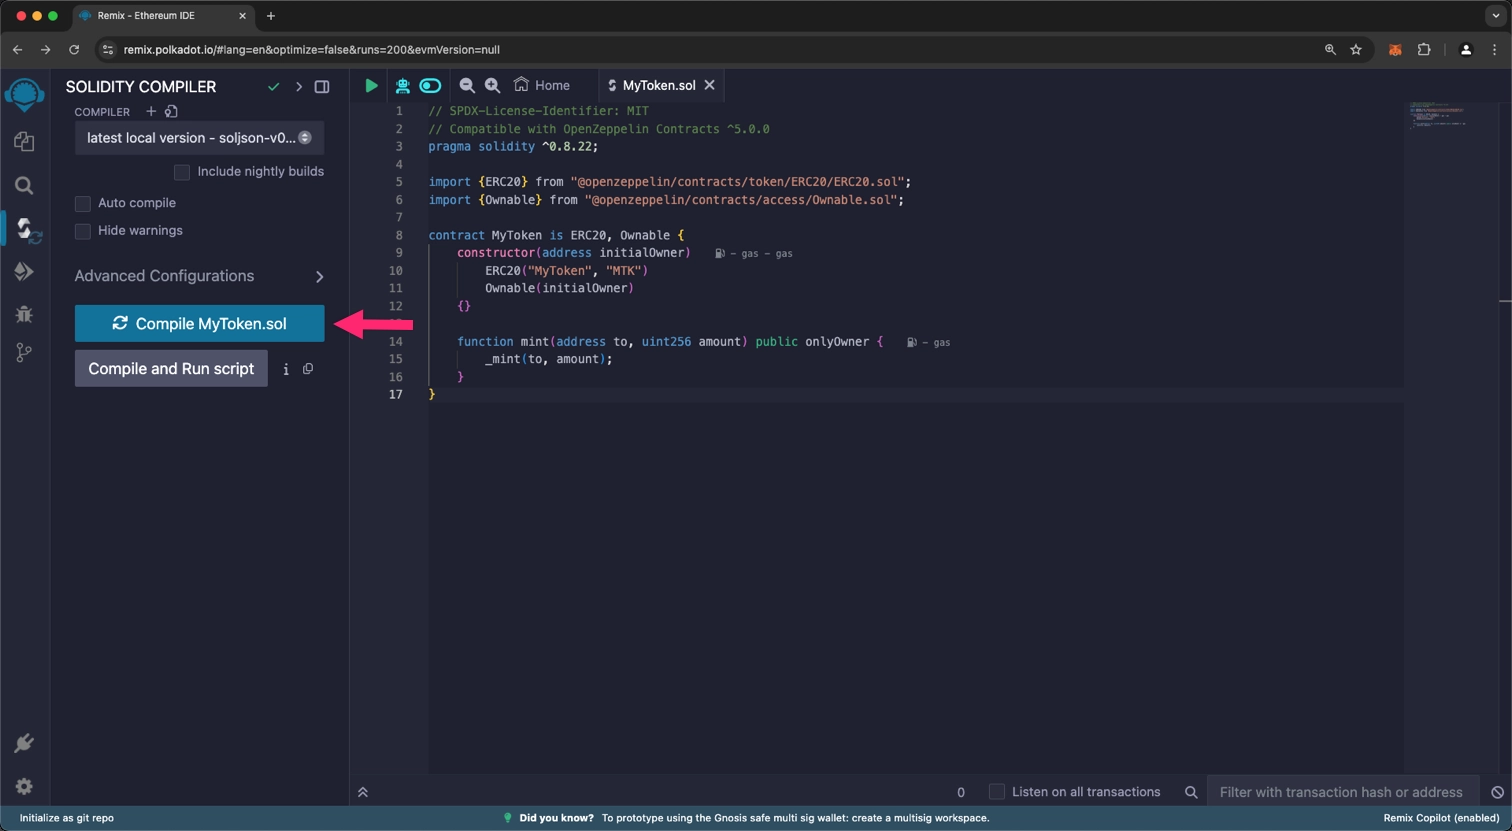 Remix - Ethereum IDE
remix.polkadot.io/#lang=en&optimize=false&runs=200&evmVersion=null
SOLIDITY COMPILER
COMPILER
latest local version - soljson-v0...
Include nightly builds
Auto compile
Hide warnings
Advanced Configurations
Compile MyToken.sol
Compile and Run script
i
Home
MyToken.sol
1 // SPDX-License-Identifier: MIT
2 // Compatible with OpenZeppelin Contracts ^5.0.0
3 pragma solidity ^0.8.22;
4
5 import {ERC20} from "@openzeppelin/contracts/token/ERC20/ERC20.sol";
6 import {Ownable} from "@openzeppelin/contracts/access/Ownable.sol";
7
8 contract MyToken is ERC20, Ownable {
9 constructor(address initialOwner) - gas - gas
10 ERC20("MyToken", "MTK")
11 Ownable(initialOwner)
12 {}
14 function mint(address to, uint256 amount) public onlyOwner { - gas
15 _mint(to, amount);
16 }
17 }
0 Listen on all transactions Filter with transaction hash or address
Initialize as git repo
Did you know? To prototype using the Gnosis safe multi sig wallet: create a multisig workspace.
Remix Copilot (enabled)